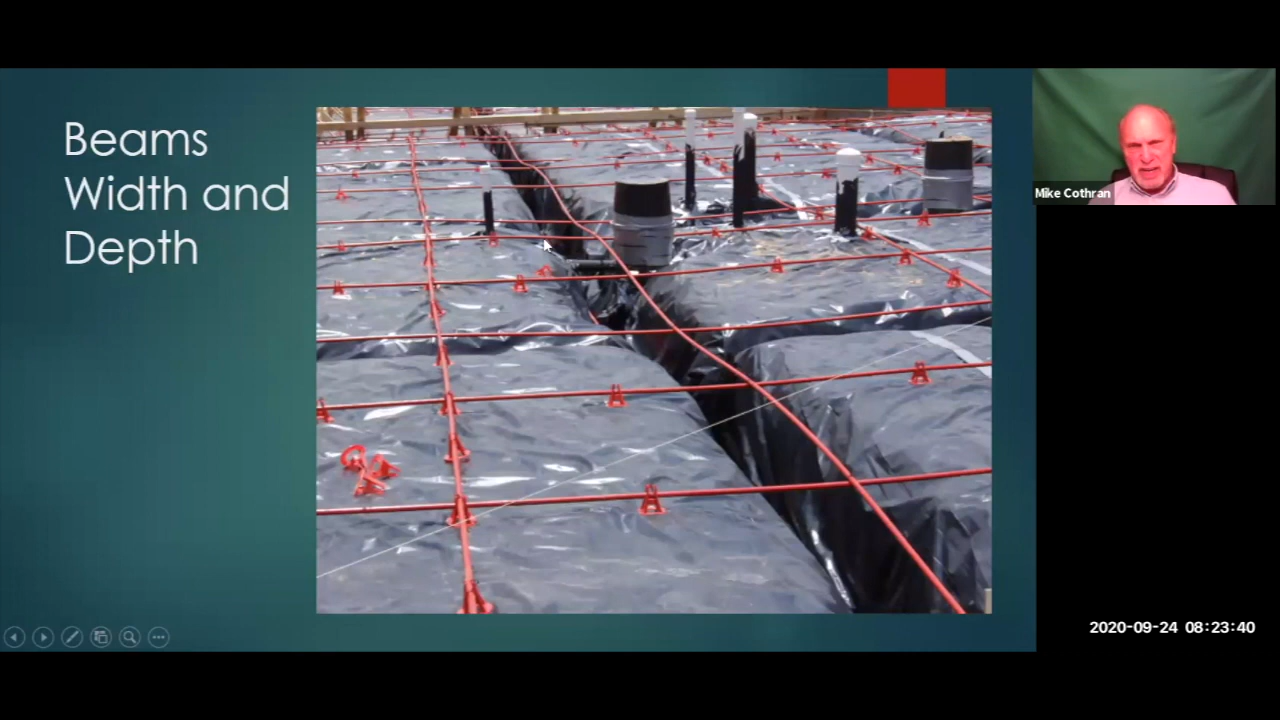 Beams
Width and
Depth
Mike Cothran
2020-09-24 08:23:40